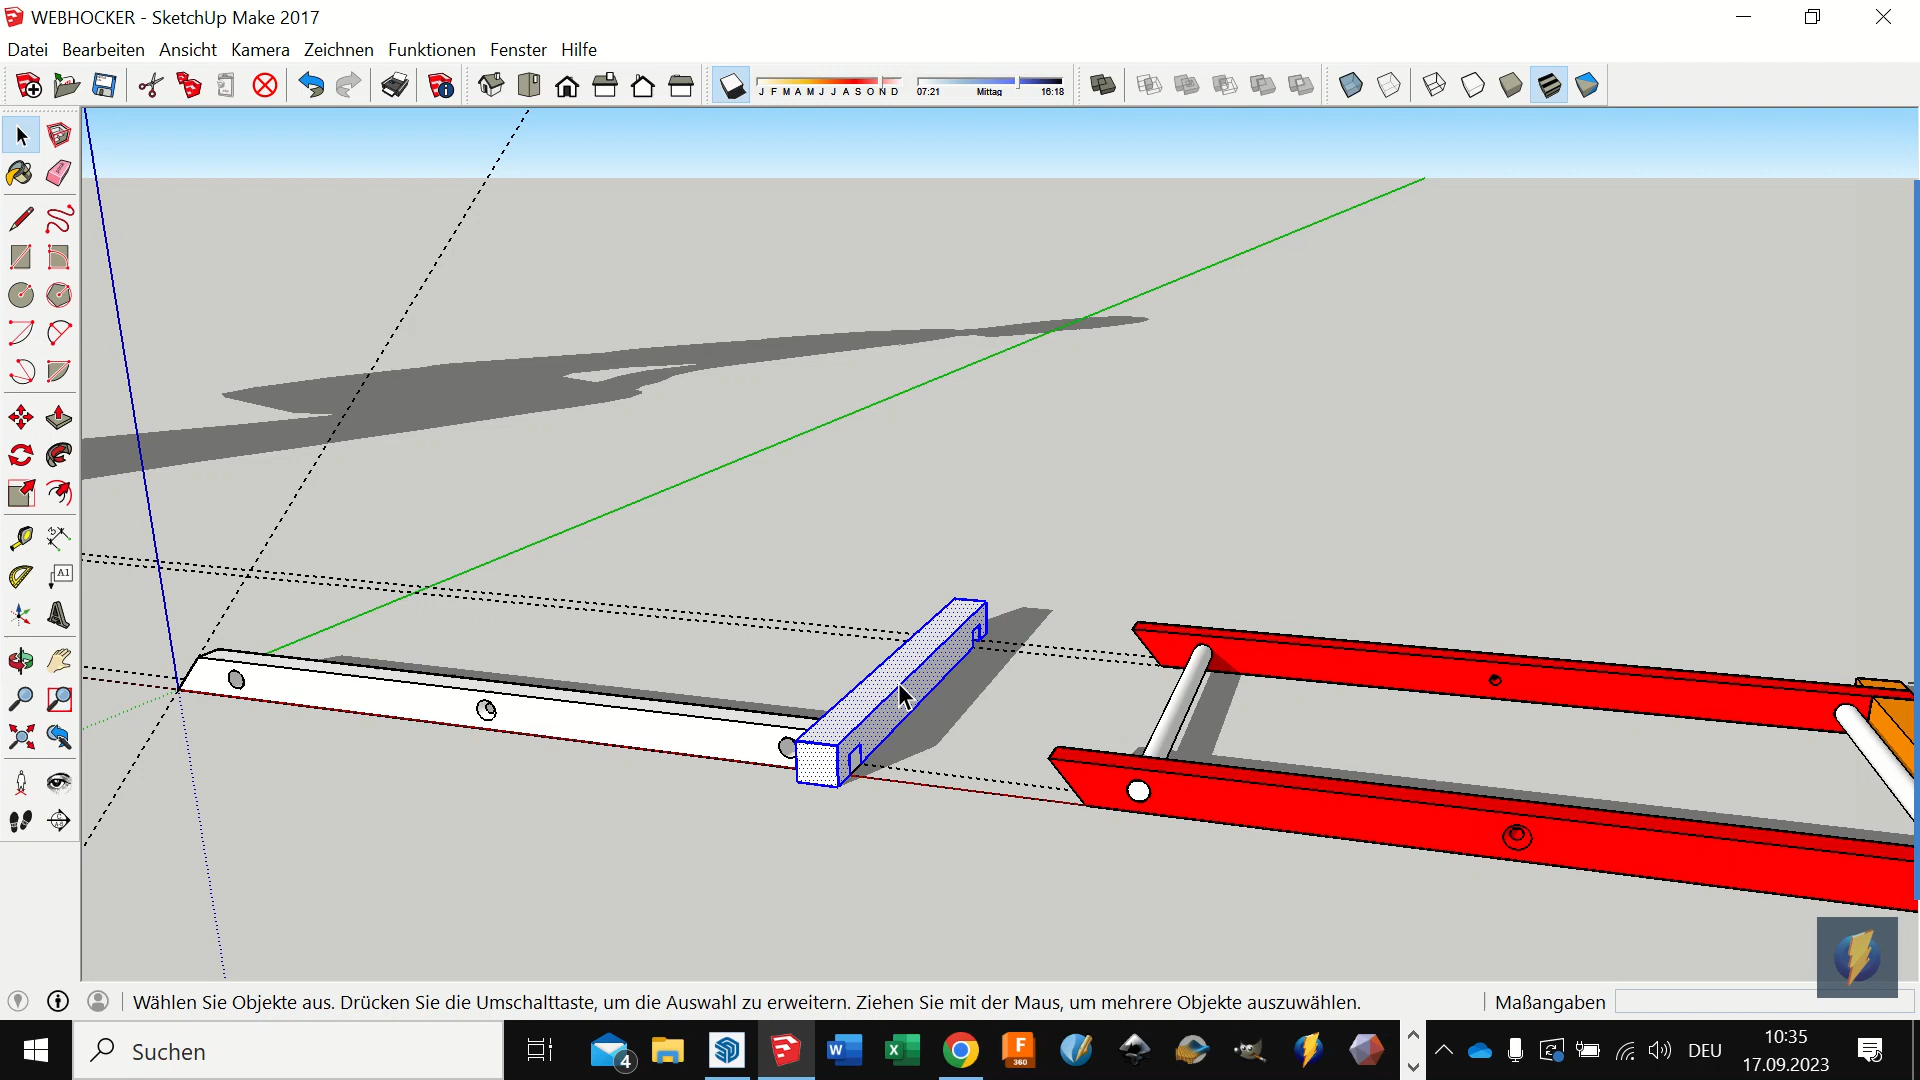 WEBHOCKER - SketchUp Make 2017
Datei Bearbeiten Ansicht Kamera Zeichnen Funktionen Fenster Hilfe
J F M A M J J A S O N D 07:21 Mittag 16:18
A1
Wählen Sie Objekte aus. Drücken Sie die Umschalttaste, um die Auswahl zu erweitern. Ziehen Sie mit der Maus, um mehrere Objekte auszuwählen. Maßangaben
Suchen
4
W
X
F
360
DEU
10:35
17.09.2023